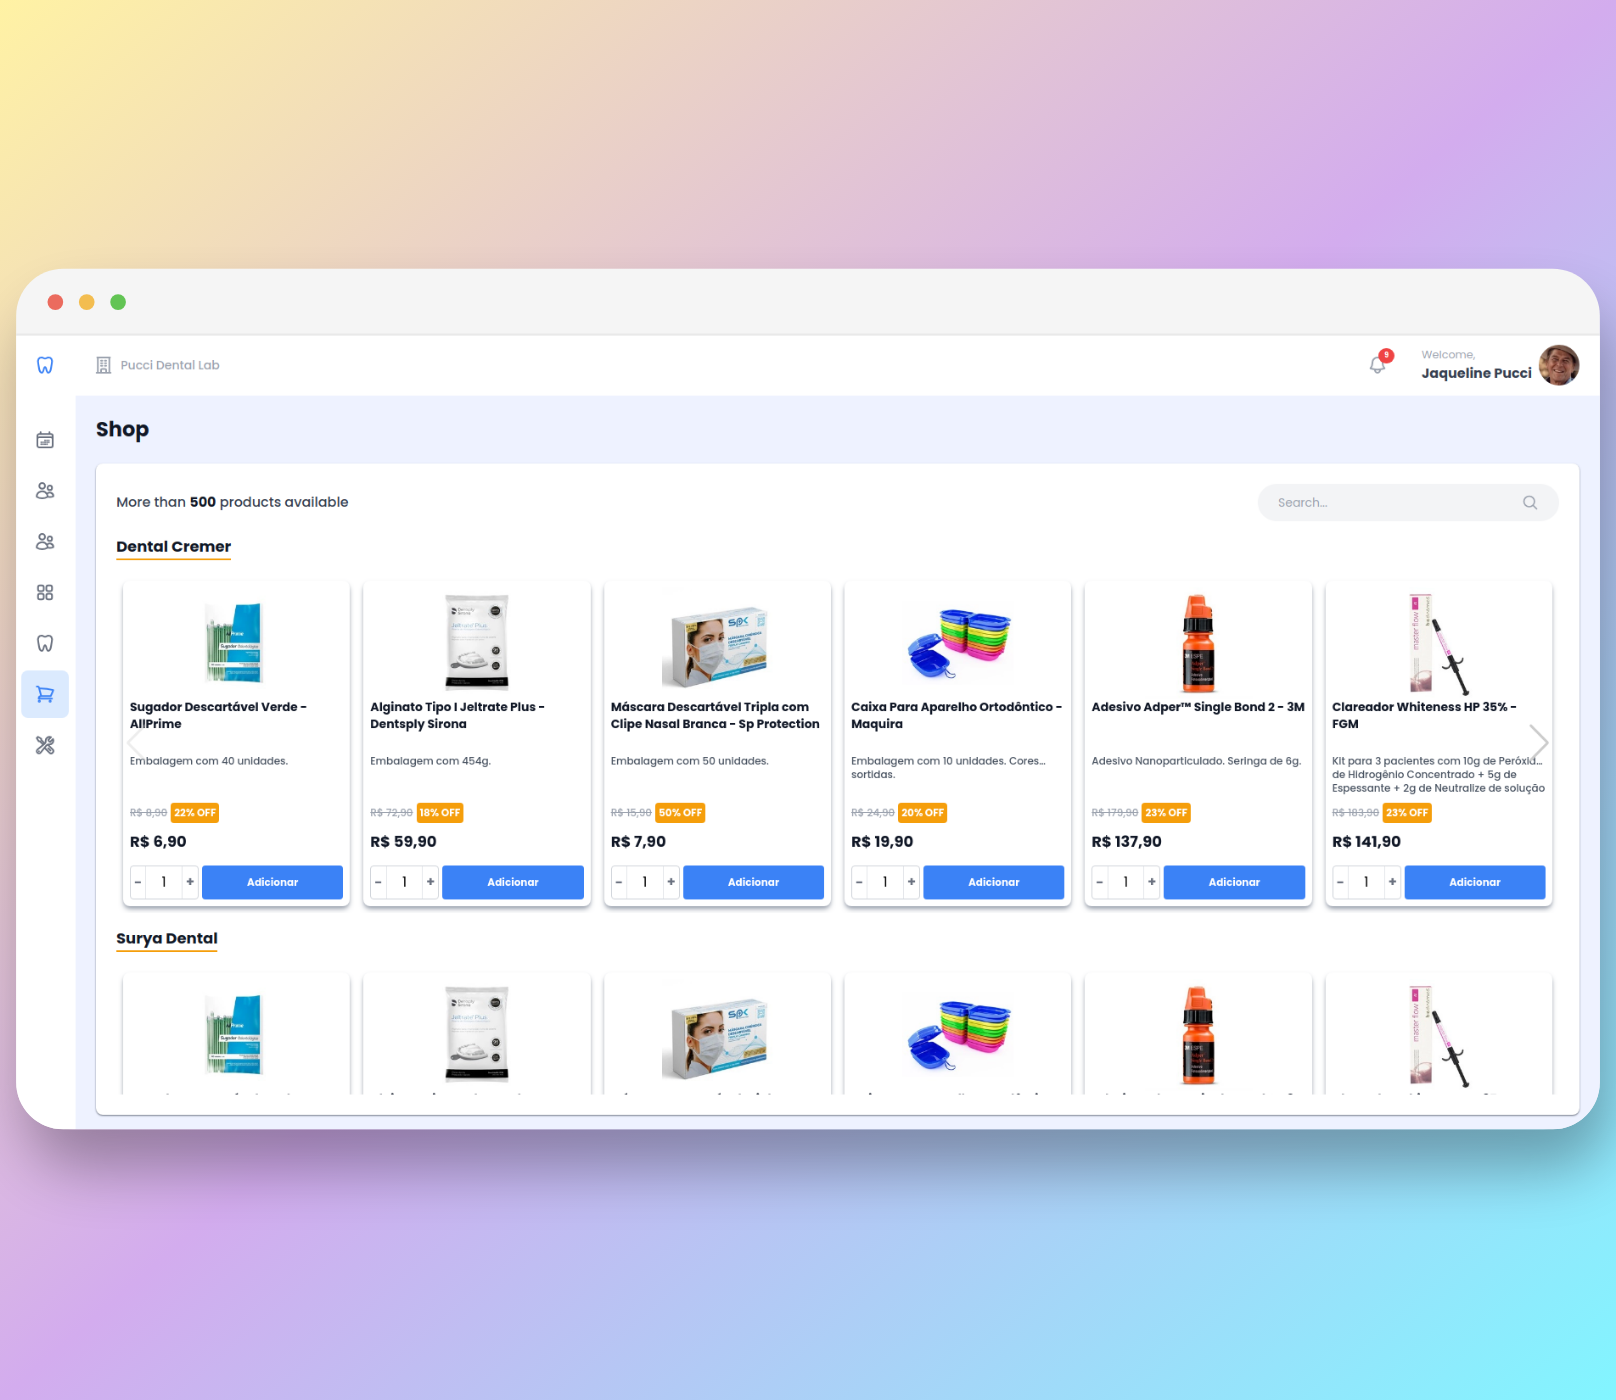 Pucci Dental Lab
9
Welcome,
Jaqueline Pucci
Shop
More than 500 products available
Search...
Dental Cremer
Sugador Descartável Verde -
AllPrime
Embalagem com 40 unidades.
R$ 8,90 22% OFF
R$ 6,90
- 1 + Adicionar
Alginato Tipo I Jeltrate Plus -
Dentsply Sirona
Embalagem com 454g.
R$ 72,90 18% OFF
R$ 59,90
- 1 + Adicionar
Máscara Descartável Tripla com
Clipe Nasal Branca - Sp Protection
Embalagem com 50 unidades.
R$ 15,90 50% OFF
R$ 7,90
- 1 + Adicionar
Caixa Para Aparelho Ortodôntico -
Maquira
Embalagem com 10 unidades. Cores...
sortidas.
R$ 24,90 20% OFF
R$ 19,90
- 1 + Adicionar
Adesivo Adper™ Single Bond 2 - 3M
Adesivo Nanoparticulado. Seringa de 6g.
R$ 179,90 23% OFF
R$ 137,90
- 1 + Adicionar
Clareador Whiteness HP 35% -
FGM
Kit para 3 pacientes com 10g de Peróxid...
de Hidrogênio Concentrado + 5g de
Espessante + 2g de Neutralize de solução
R$ 183,90 23% OFF
R$ 141,90
- 1 + Adicionar
Surya Dental